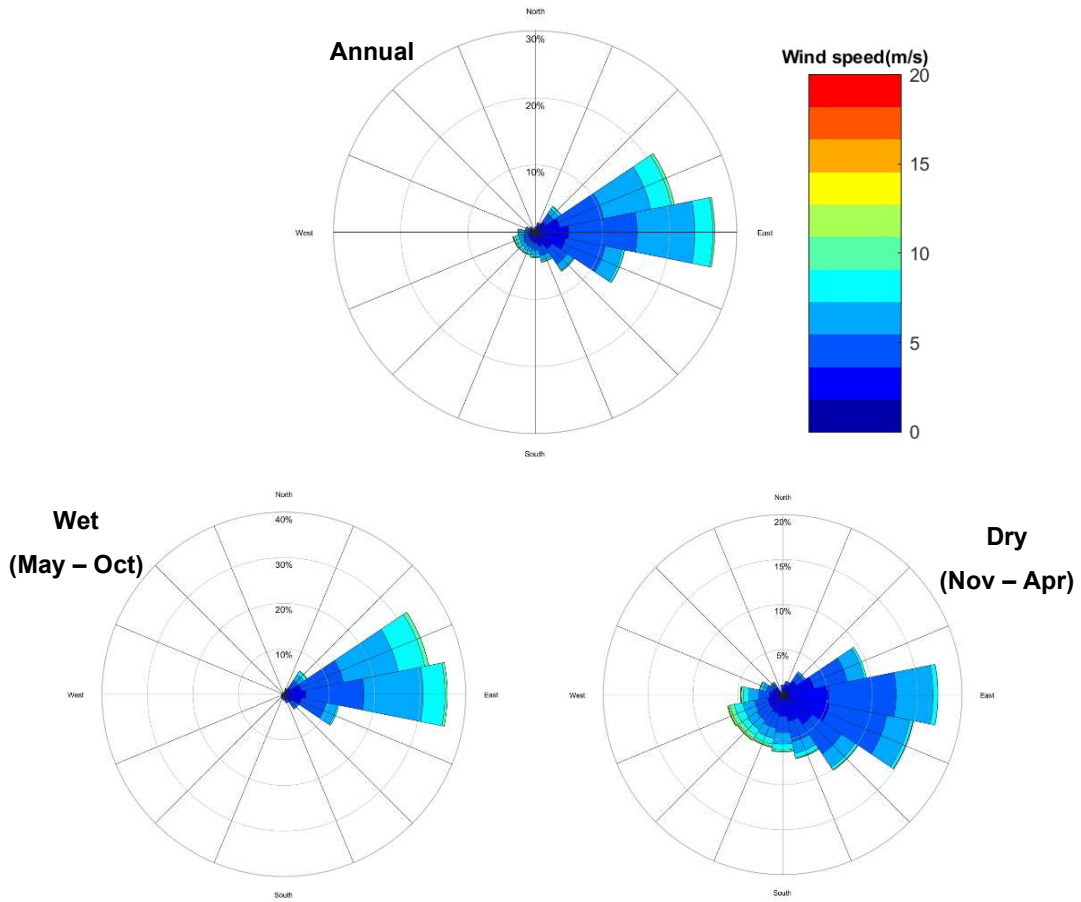 North
30%
Annual
Wind speed(m/s)
20
20%
15
10%
West
East
10
5
0
South
North
Wet
40%
(May – Oct)
30%
20%
10%
West
East
South
North
20%
Dry
15%
(Nov – Apr)
10%
5%
West
East
South